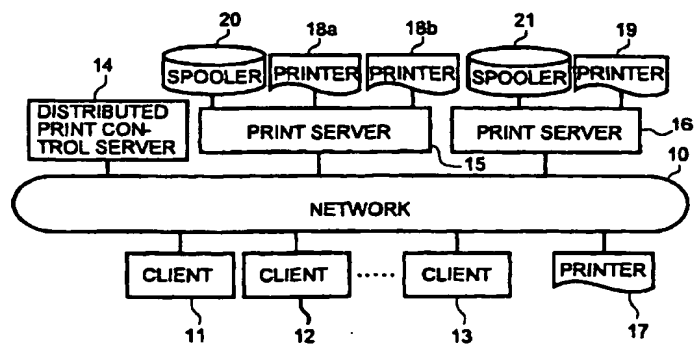 20
18a
18b
21
19
14
SPOOLER
PRINTER
PRINTER
SPOOLER
PRINTER
DISTRIBUTED
PRINT CON-
TROL SERVER
PRINT SERVER
PRINT SERVER
16
15
10
NETWORK
CLIENT
CLIENT
.....
CLIENT
PRINTER
11
12
13
17